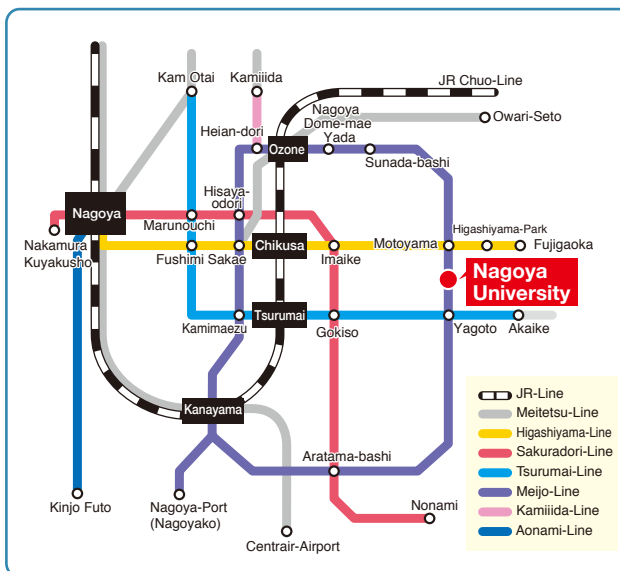 JR Chuo-Line
Kam Otai
Kamiiida
Nagoya
Dome-mae
Yada
Owari-Seto
Heian-dori
Ozone
Sunada-bashi
Hisaya-
odori
Nagoya
Marunouchi
Nakamura
Kuyakusho
Fushimi
Sakae
Chikusa
Imaike
Motoyama
Higashiyama-Park
Fujigaoka
Nagoya
University
Kamimaezu
Tsurumai
Gokiso
Yagoto
Akaike
Kanayama
Aratama-bashi
Kinjo Futo
Nagoya-Port
(Nagoyako)
Nonami
Centrair-Airport
JR-Line
Meitetsu-Line
Higashiyama-Line
Sakuradori-Line
Tsurumai-Line
Meijo-Line
Kamiiida-Line
Aonami-Line